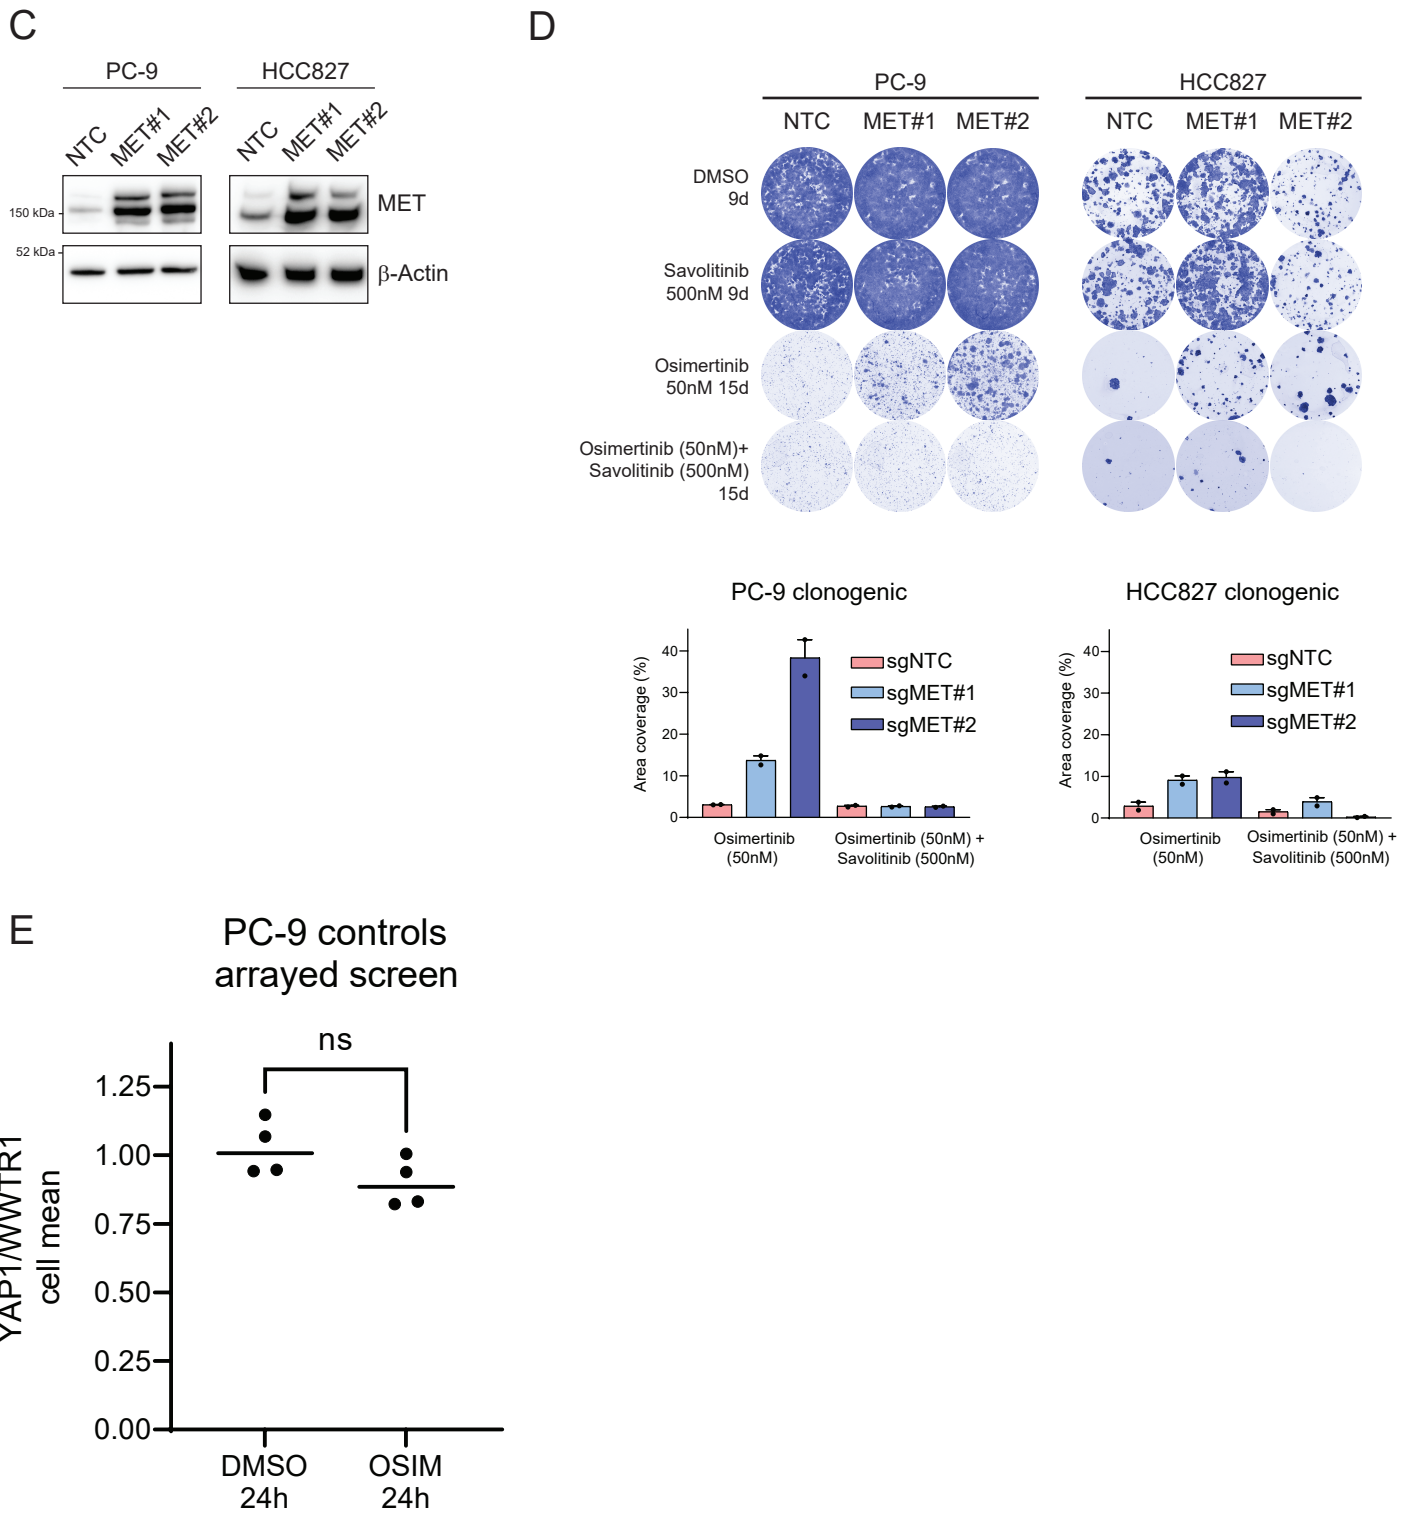 C
PC-9
HCC827
NTC
MET#1
MET#2
NTC
MET#1
MET#2
150 kDa
MET
52 kDa
β-Actin
D
PC-9
HCC827
NTC MET#1 MET#2
NTC MET#1 MET#2
DMSO
9d
Savolitinib
500nM 9d
Osimertinib
50nM 15d
Osimertinib (50nM)+
Savolitinib (500nM)
15d
PC-9 clonogenic
Area coverage (%)
40
30
20
10
0
sgNTC
sgMET#1
sgMET#2
Osimertinib
(50nM)
Osimertinib (50nM) +
Savolitinib (500nM)
HCC827 clonogenic
Area coverage (%)
40
30
20
10
0
sgNTC
sgMET#1
sgMET#2
Osimertinib
(50nM)
Osimertinib (50nM) +
Savolitinib (500nM)
E
PC-9 controls
arrayed screen
ns
YAP1/WWTR1
cell mean
1.25
1.00
0.75
0.50
0.25
0.00
DMSO
24h
OSIM
24h